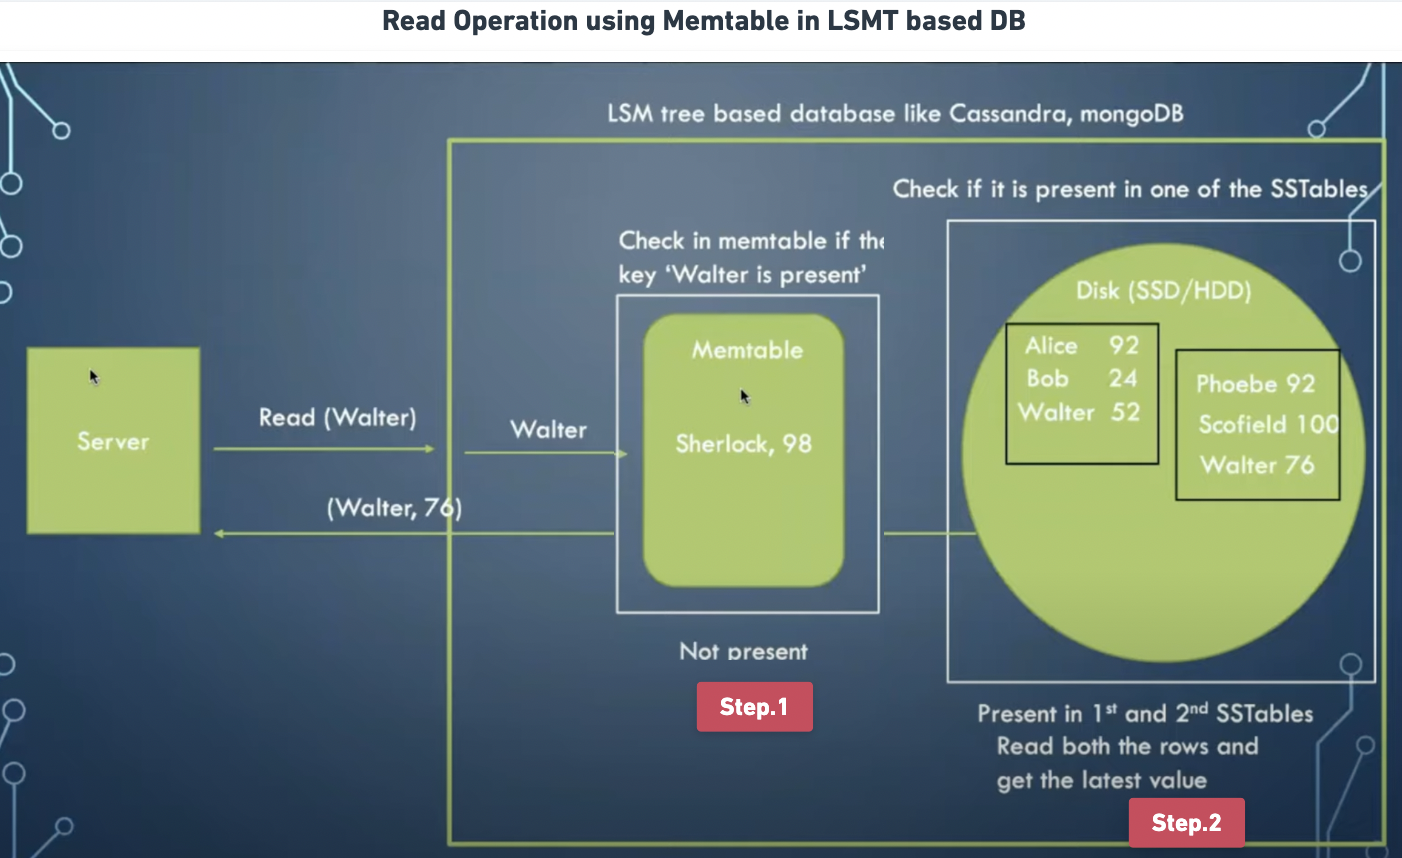 Read Operation using Memtable in LSMT based DB
LSM tree based database like Cassandra, mongoDB
Check if it is present in one of the SSTables
Check in memtable if the
key ‘Walter is present’
Disk (SSD/HDD)
Alice 92
Bob 24
Walter 52
Phoebe 92
Scofield 100
Walter 76
Memtable
Sherlock, 98
Server
Read (Walter)
Walter
(Walter, 76)
Not present
Step.1
Present in 1st and 2nd SSTables
Read both the rows and
get the latest value
Step.2